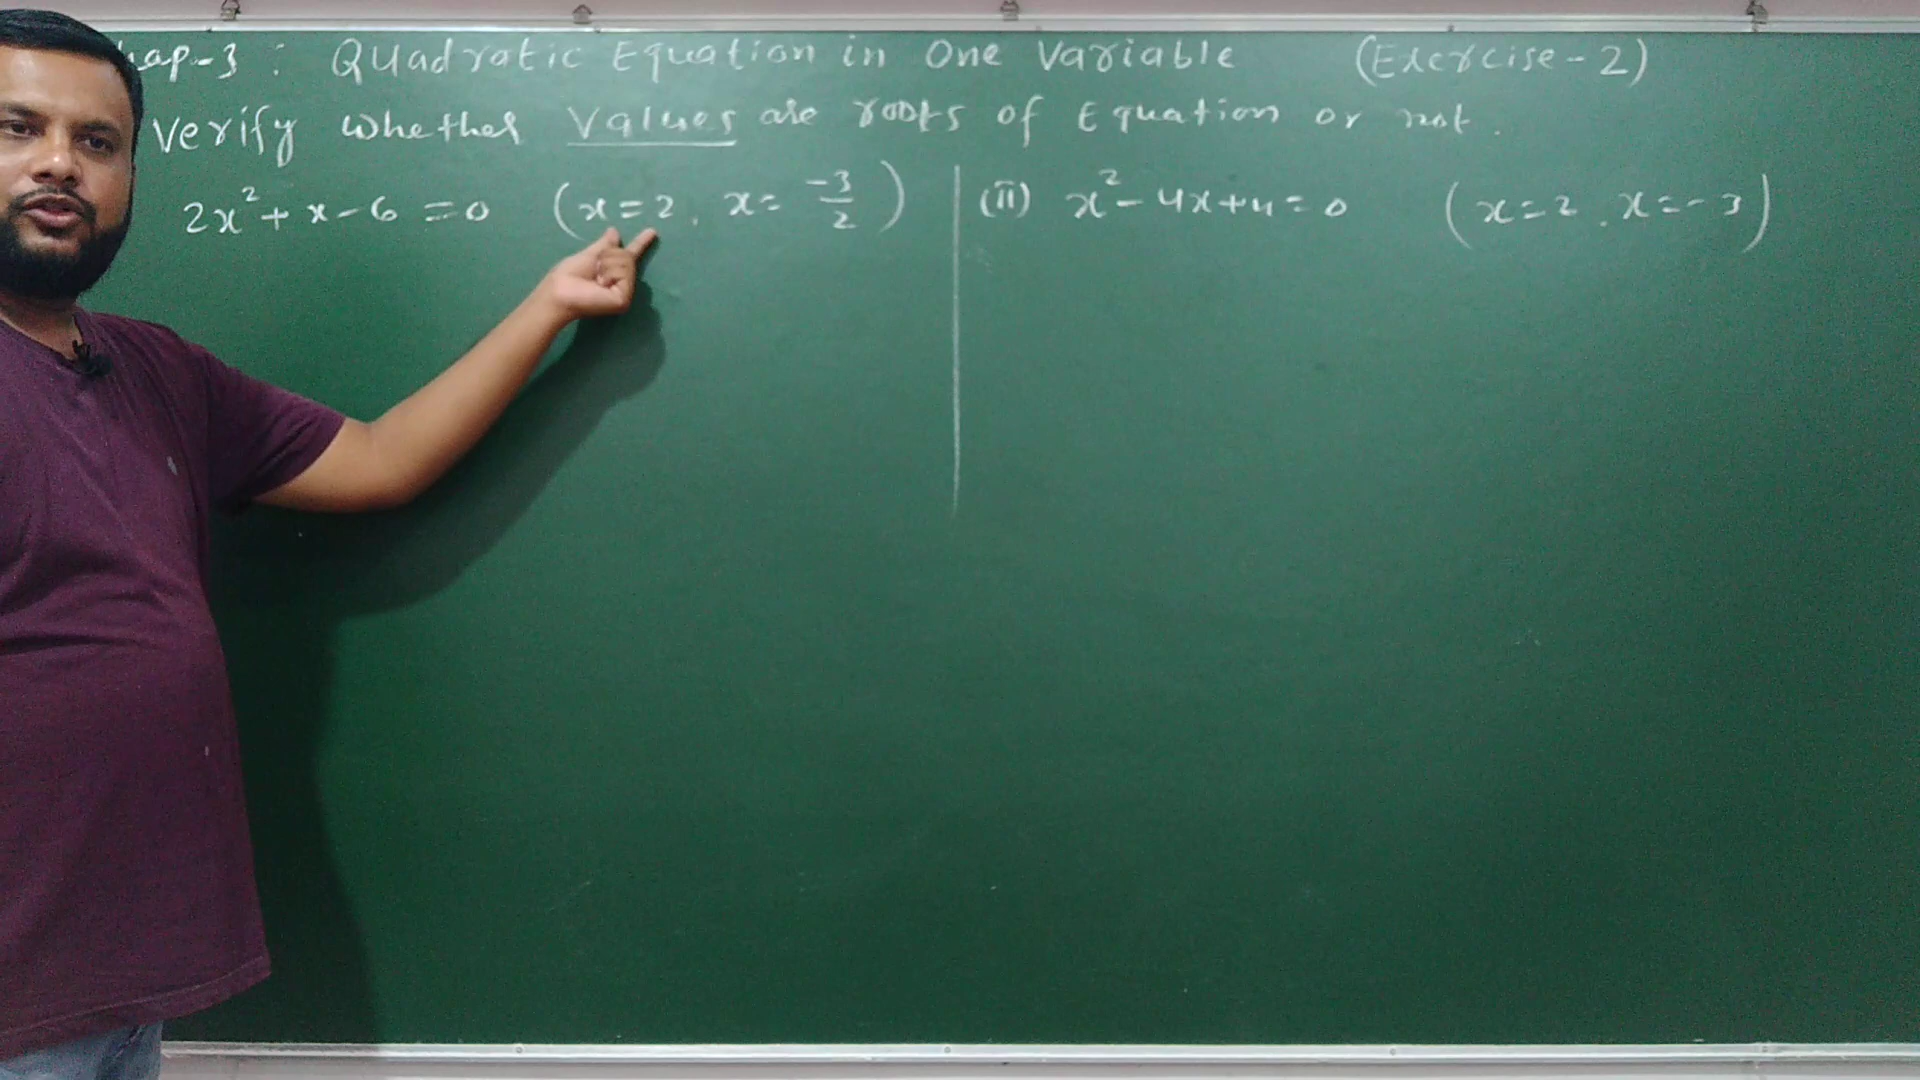 hap-3 : Quadratic Equation in One Variable (Exercise-2)
Verify whether Values are roots of Equation or not.
2x² + x - 6 = 0 (x = 2, x = -3/2)
(ii) x² - 4x + 4 = 0 (x = 2, x = -3)